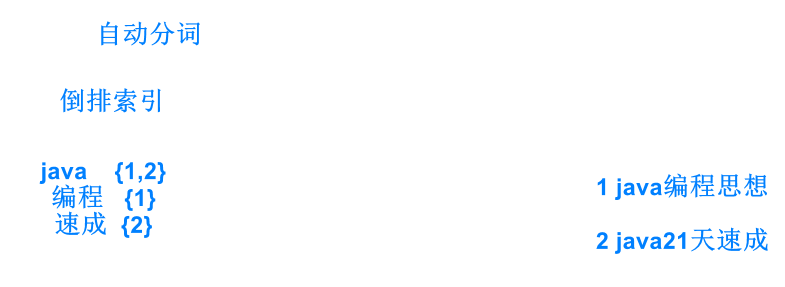 自动分词
倒排索引
java {1,2}
编程 {1}
速成 {2}
1 java编程思想
2 java21天速成